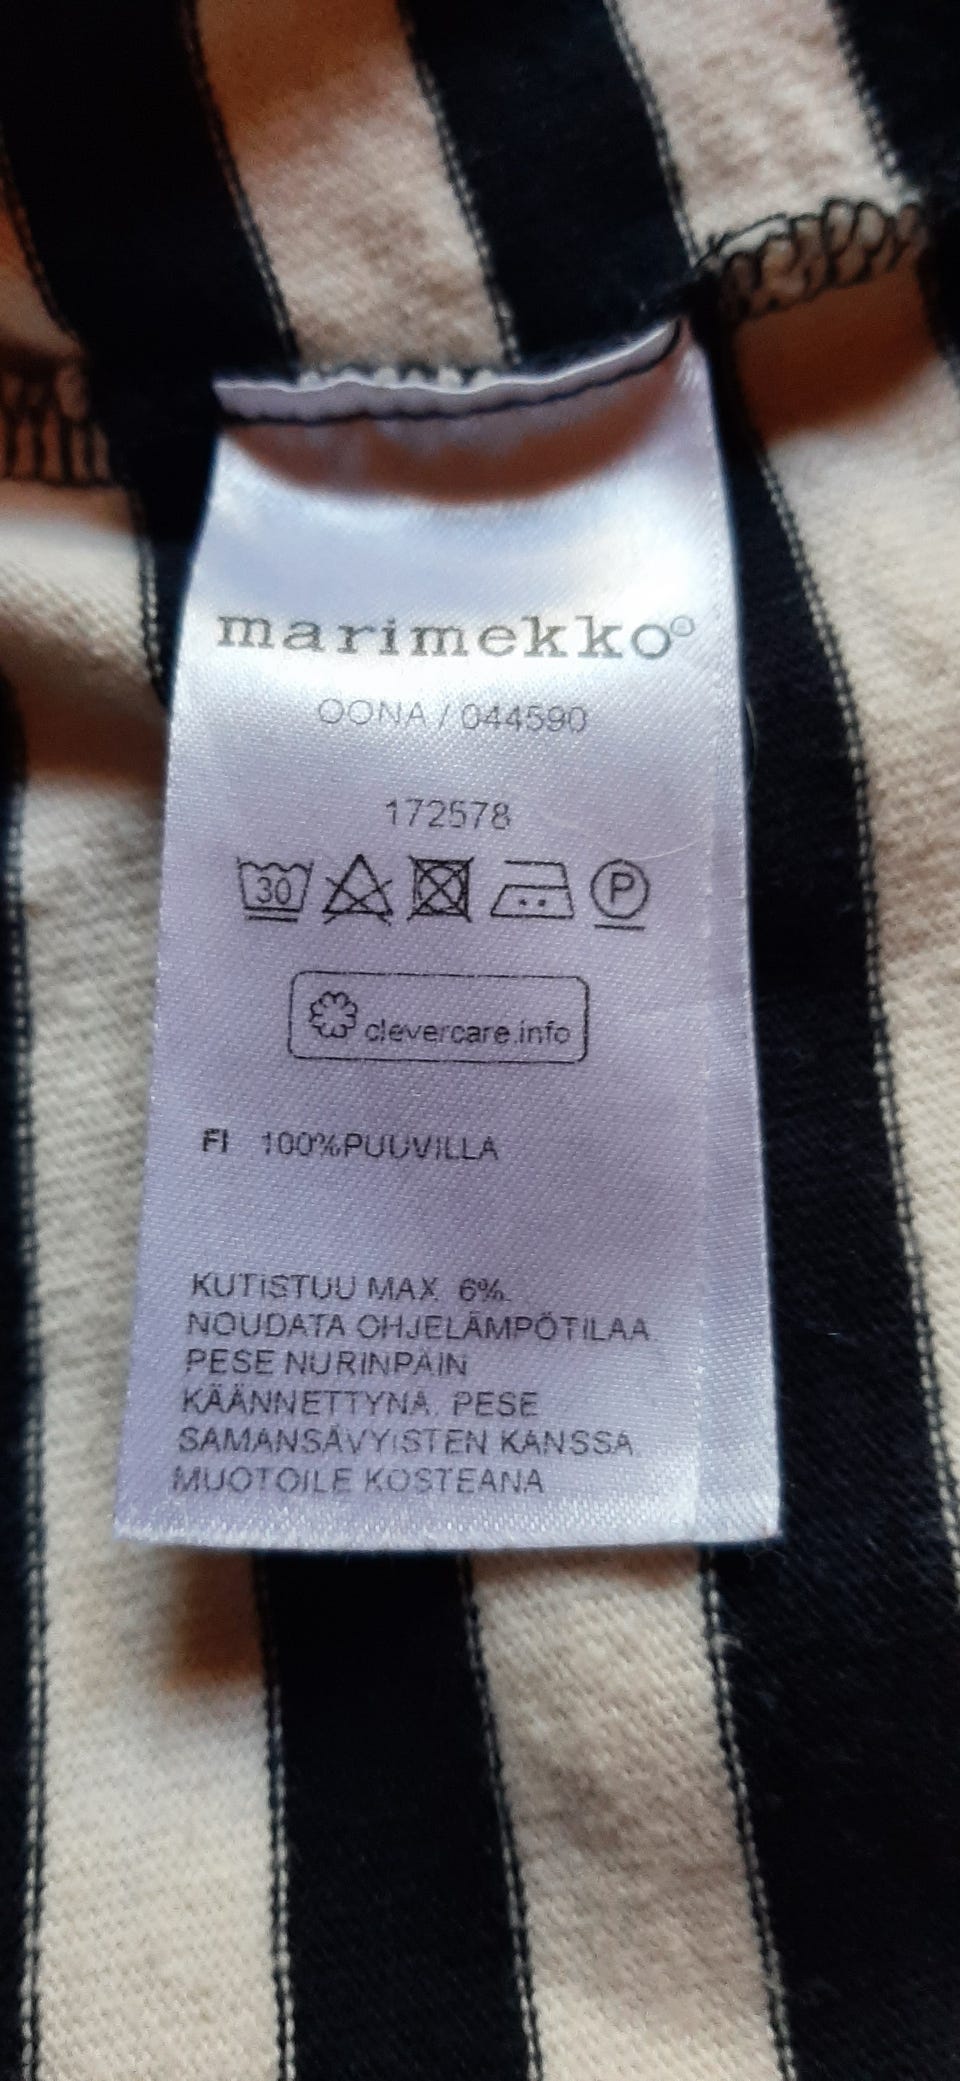 marimekko®
OONA / 044590
172578
30 P
clevercare.info
FI 100%PUUVILLA
KUTISTUU MAX 6%.
NOUDATA OHJELÄMPÖTILAA
PESE NURINPÄIN
KÄÄNNETTYNÄ. PESE
SAMANSÄVYISTEN KANSSA
MUOTOILE KOSTEANA